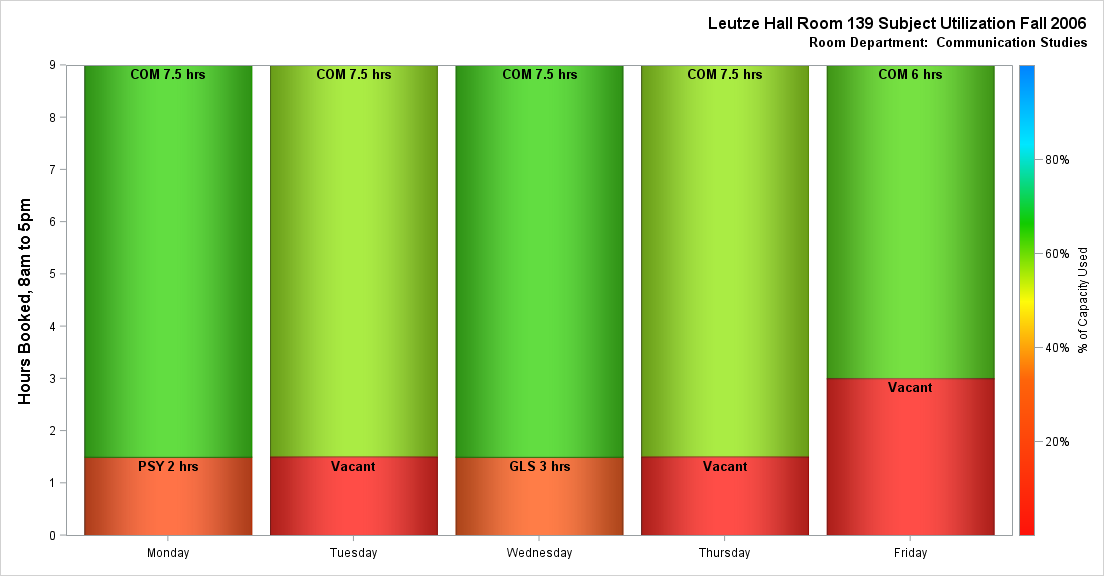 Leutze Hall Room 139 Subject Utilization Fall 2006
Room Department: Communication Studies
Hours Booked, 8am to 5pm
9
8
7
6
5
4
3
2
1
0
COM 7.5 hrs
PSY 2 hrs
COM 7.5 hrs
Vacant
COM 7.5 hrs
GLS 3 hrs
COM 7.5 hrs
Vacant
COM 6 hrs
Vacant
Monday
Tuesday
Wednesday
Thursday
Friday
80%
60%
40%
20%
% of Capacity Used